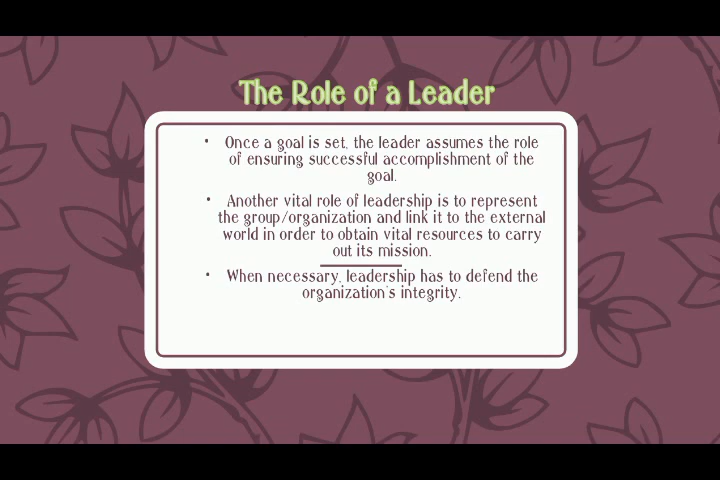 The Role of a Leader
• Once a goal is set, the leader assumes the role
of ensuring successful accomplishment of the
goal.
• Another vital role of leadership is to represent
the group/organization and link it to the external
world in order to obtain vital resources to carry
out its mission.
• When necessary, leadership has to defend the
organization's integrity.